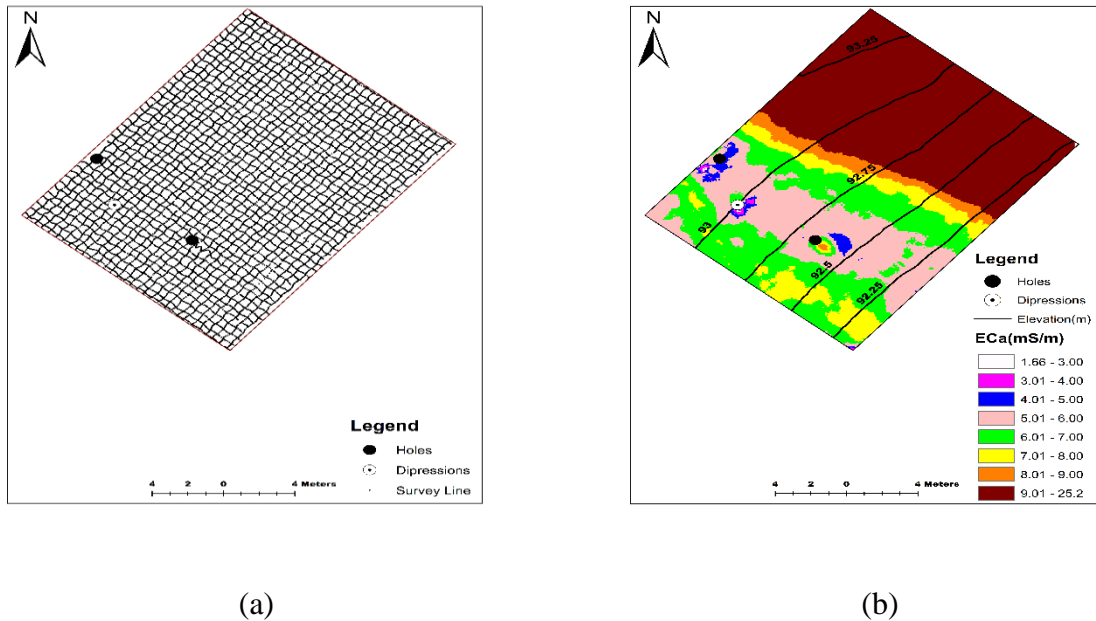 N
Legend
Holes
Dipressions
Survey Line
4 2 0 4 Meters
N
93.23
92.75
93
92.5
92.25
Legend
Holes
Dipressions
Elevation(m)
ECa(mS/m)
1.66 - 3.00
3.01 - 4.00
4.01 - 5.00
5.01 - 6.00
6.01 - 7.00
7.01 - 8.00
8.01 - 9.00
9.01 - 25.2
4 2 0 4 Meters
(a)
(b)